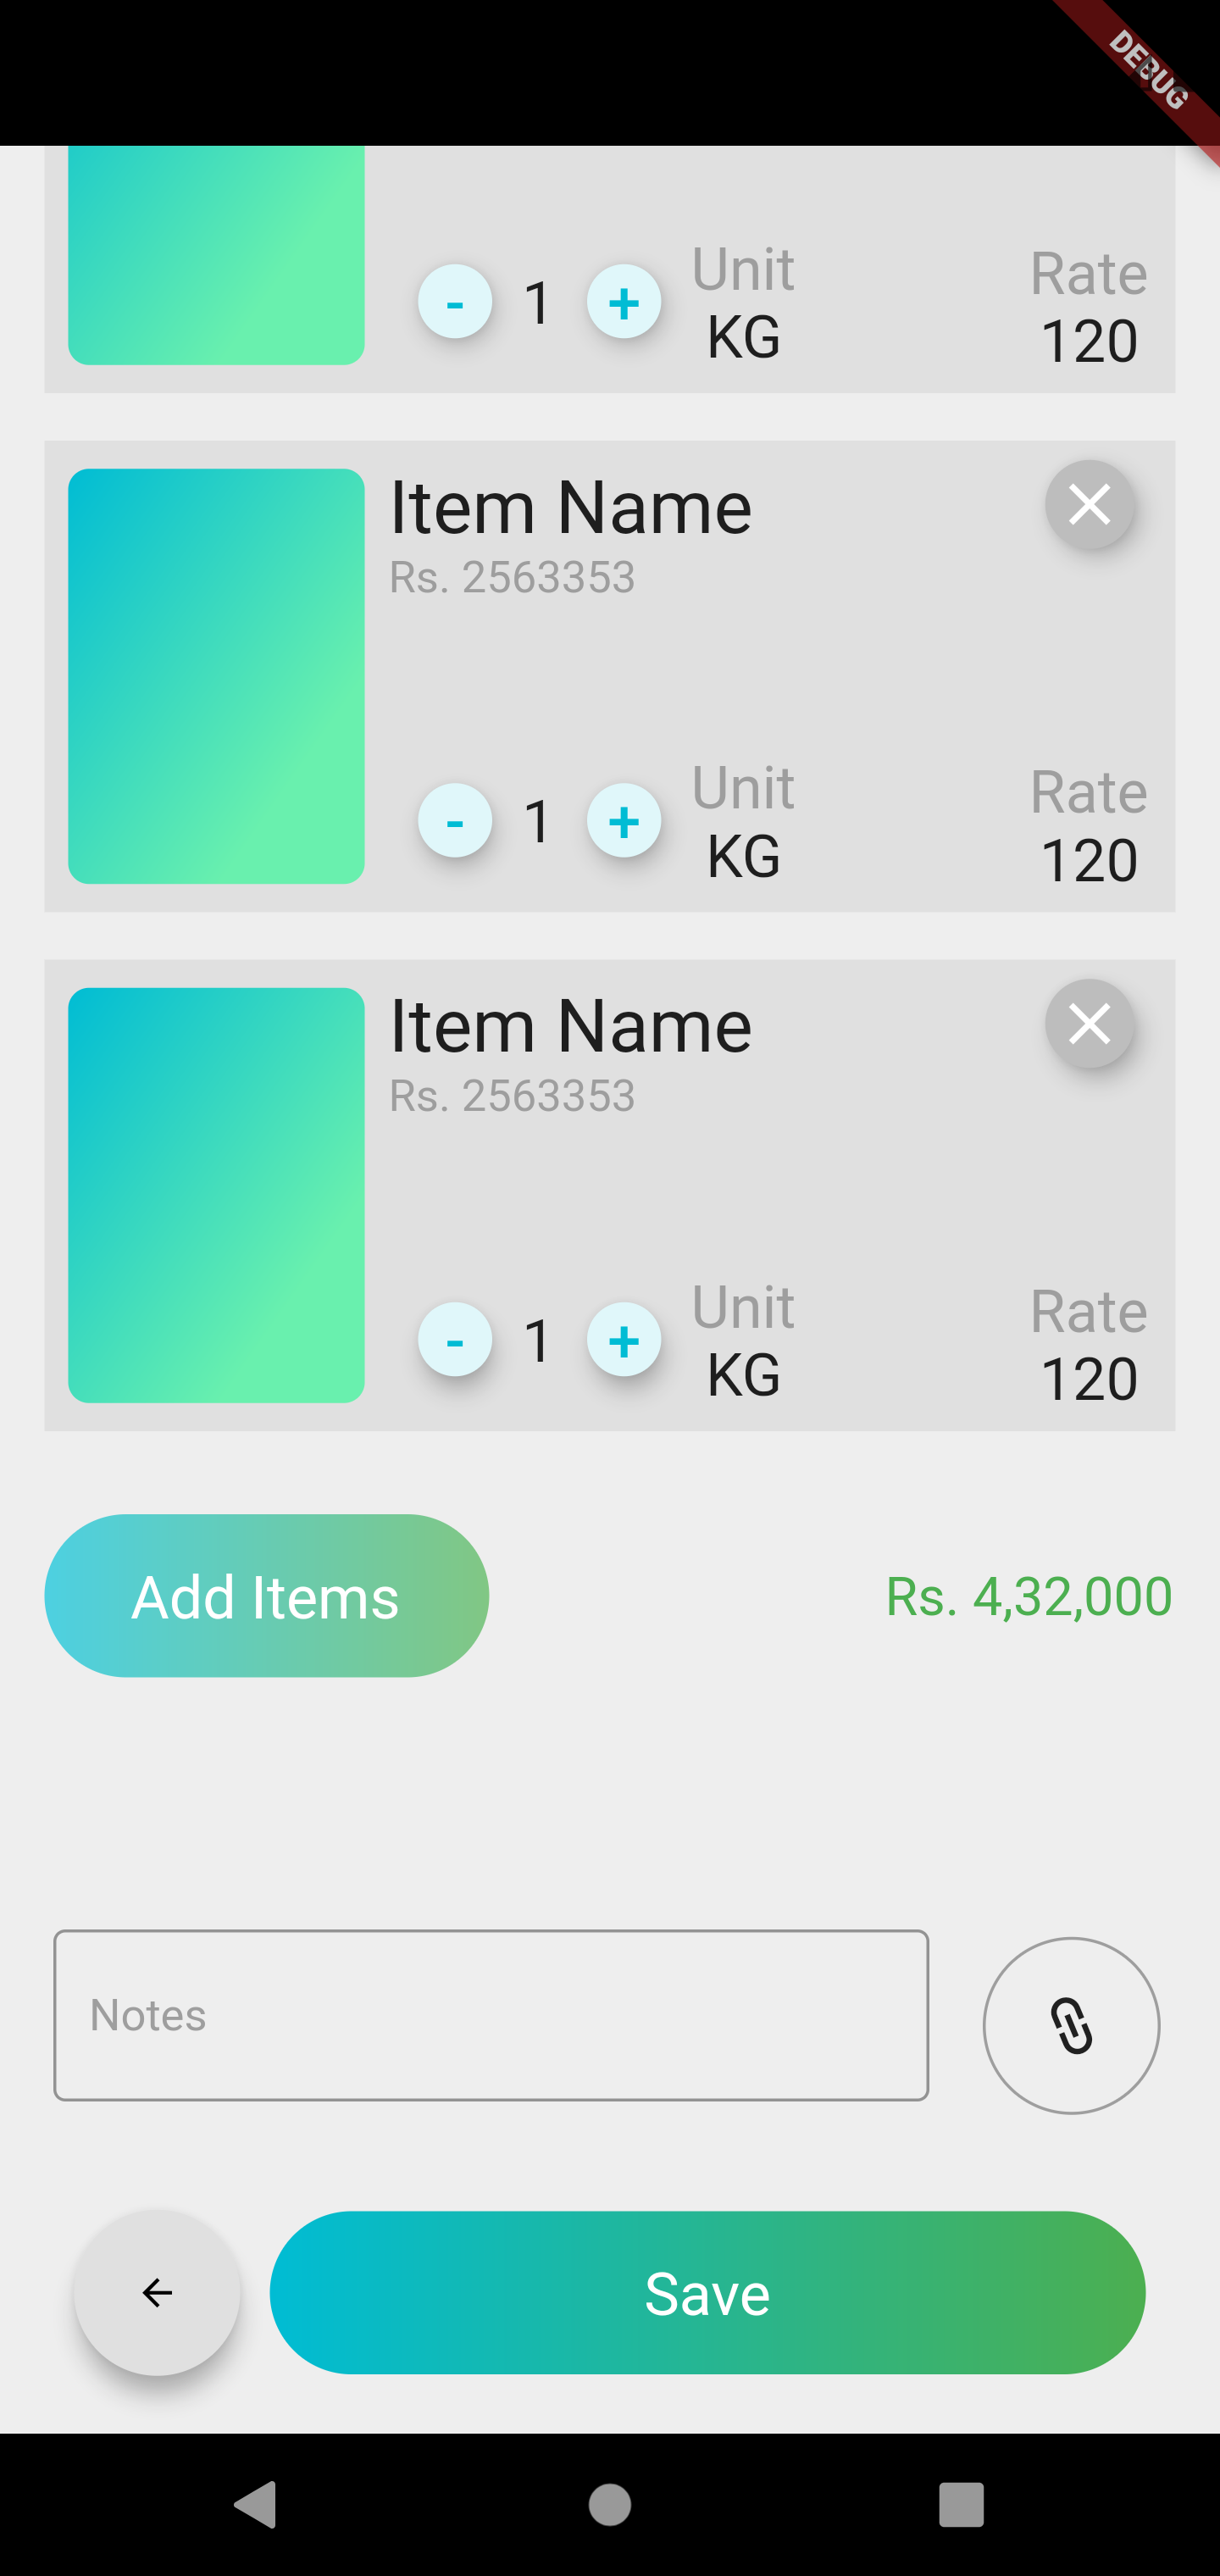 DEBUG
Unit Rate
- 1 +
KG 120
Item Name
Rs. 2563353
Unit Rate
- 1 +
KG 120
Item Name
Rs. 2563353
Unit Rate
- 1 +
KG 120
Add Items Rs. 4,32,000
Notes
Save